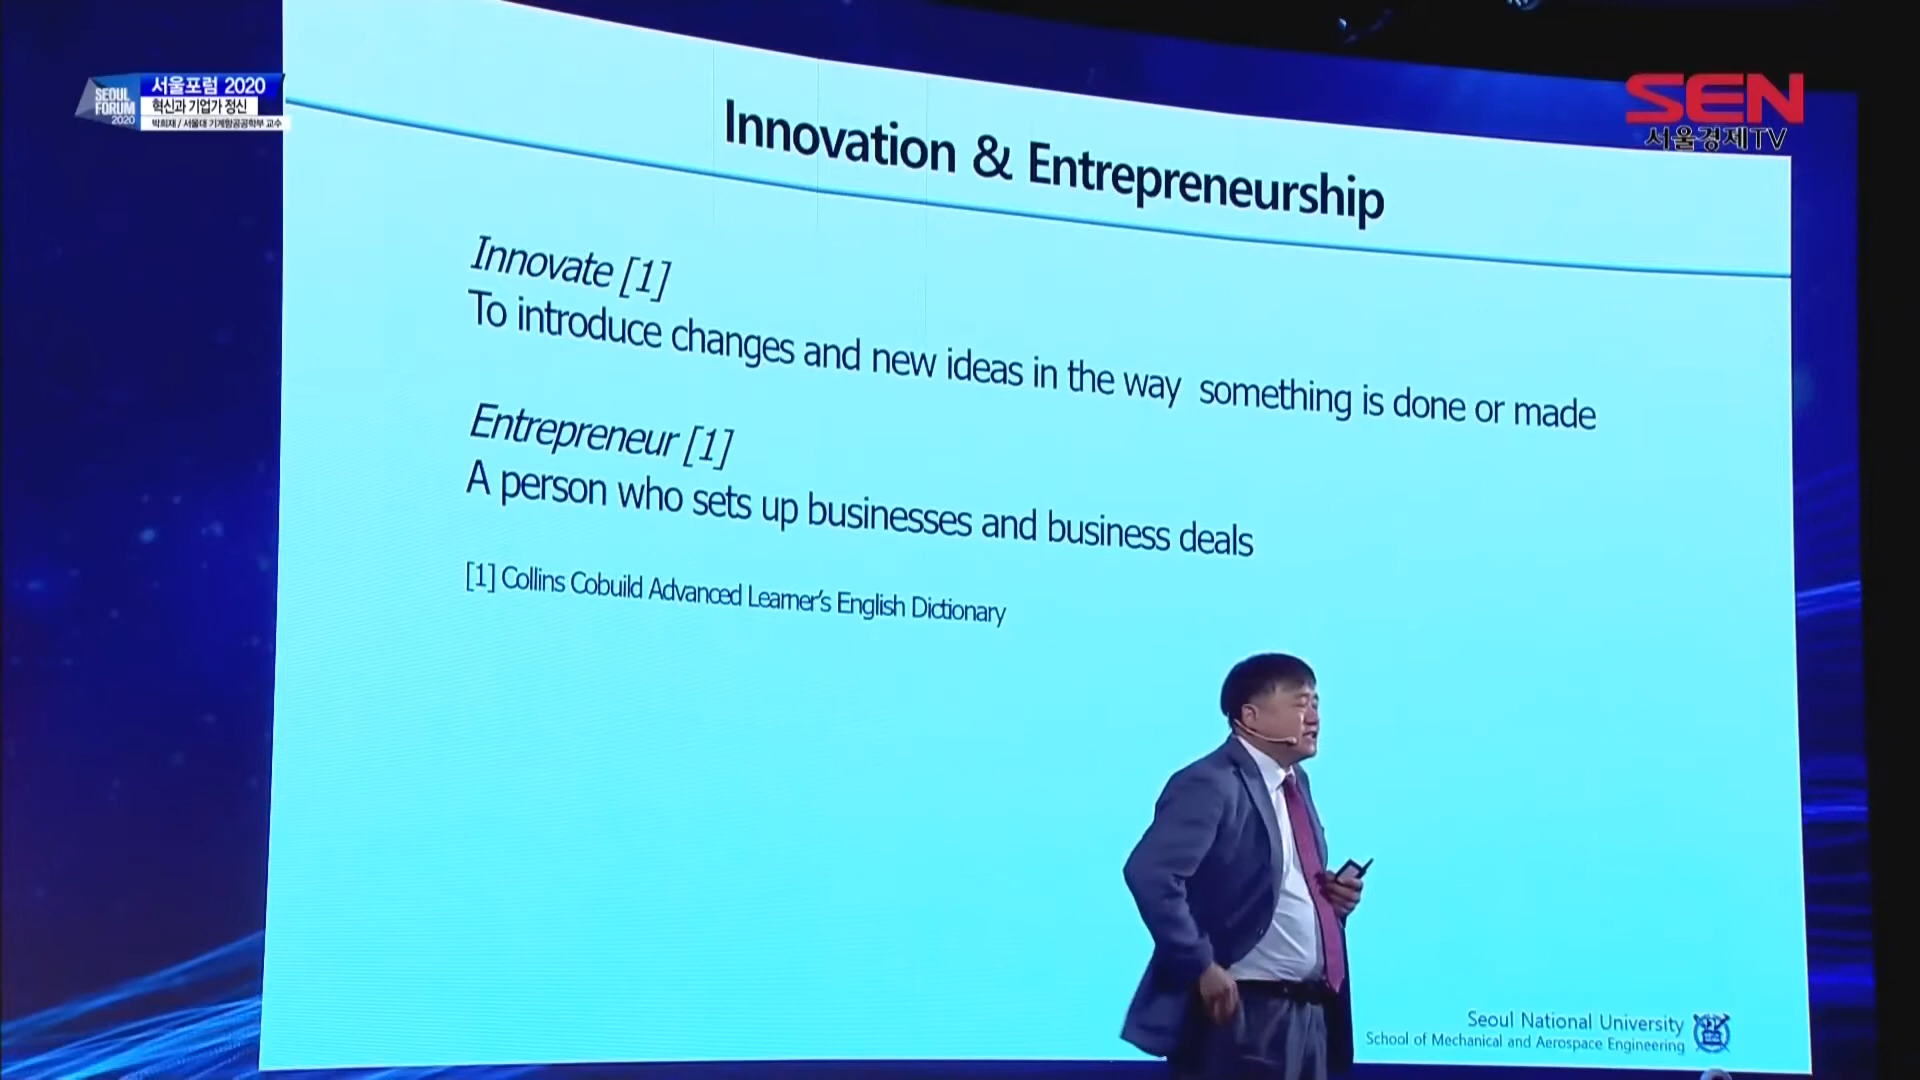 SEOUL
FORUM
2020
서울포럼 2020
혁신과 기업가 정신
박희재 / 서울대 기계항공공학부 교수
SEN
서울경제TV
Innovation & Entrepreneurship
Innovate [1]
To introduce changes and new ideas in the way something is done or made
Entrepreneur [1]
A person who sets up businesses and business deals
[1] Collins Cobuild Advanced Learner's English Dictionary
Seoul National University
School of Mechanical and Aerospace Engineering